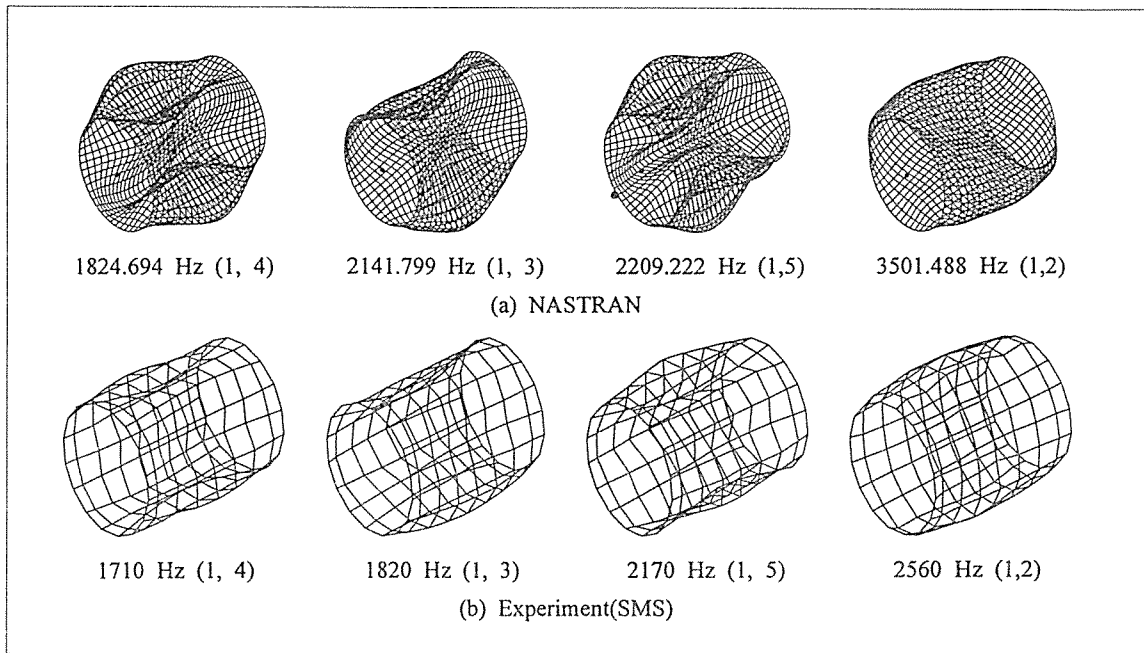 1824.694 Hz (1, 4) 2141.799 Hz (1, 3) 2209.222 Hz (1,5) 3501.488 Hz (1,2)
(a) NASTRAN
1710 Hz (1, 4) 1820 Hz (1, 3) 2170 Hz (1, 5) 2560 Hz (1,2)
(b) Experiment(SMS)